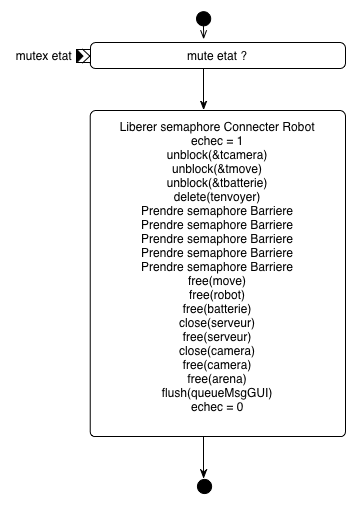 mutex etat
mute etat ?
Liberer semaphore Connecter Robot
echec = 1
unblock(&tcamera)
unblock(&tmove)
unblock(&tbatterie)
delete(tenvoyer)
Prendre semaphore Barriere
Prendre semaphore Barriere
Prendre semaphore Barriere
Prendre semaphore Barriere
Prendre semaphore Barriere
free(move)
free(robot)
free(batterie)
close(serveur)
free(serveur)
close(camera)
free(camera)
free(arena)
flush(queueMsgGUI)
echec = 0